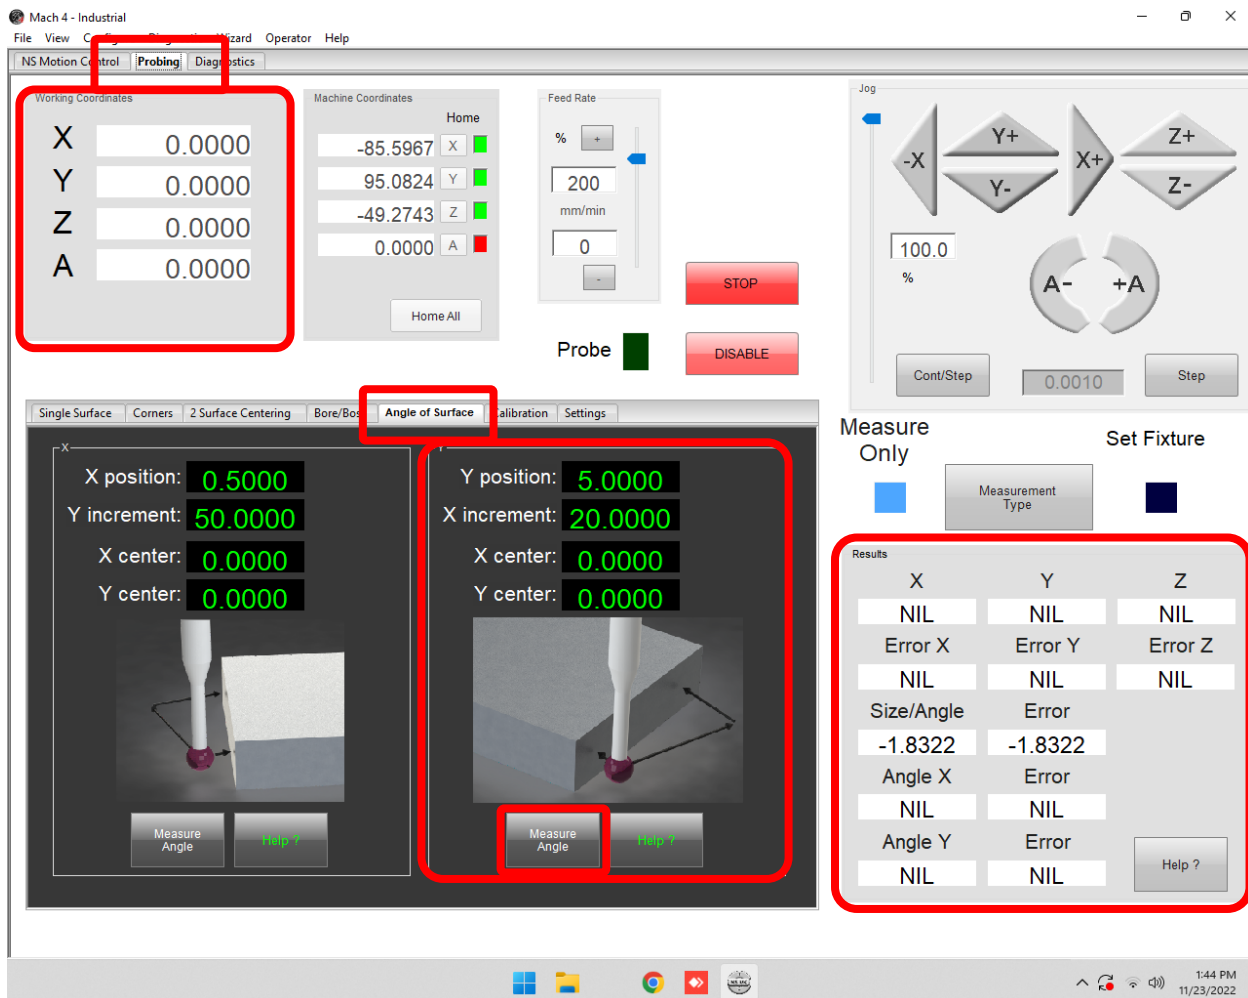 Mach 4 - Industrial
File View Wizard Operator Help
NS Motion Control Probing Diagnostics
Working Coordinates
X 0.0000
Y 0.0000
Z 0.0000
A 0.0000
Machine Coordinates
Home
-85.5967 X
95.0824 Y
-49.2743 Z
0.0000 A
Home All
Feed Rate
% +
200
mm/min
0
-
STOP
Probe
DISABLE
Jog
-X Y+ Y- X+ Z+ Z-
100.0
%
A- +A
Cont/Step 0.0010 Step
Single Surface Corners 2 Surface Centering Bore/Boss Angle of Surface Calibration Settings
X
X position: 0.5000
Y increment: 50.0000
X center: 0.0000
Y center: 0.0000
Measure
Angle
Help ?
Y
Y position: 5.0000
X increment: 20.0000
X center: 0.0000
Y center: 0.0000
Measure
Angle
Help ?
Measure
Only
Set Fixture
Measurement
Type
Results
X Y Z
NIL NIL NIL
Error X Error Y Error Z
NIL NIL NIL
Size/Angle Error
-1.8322 -1.8322
Angle X Error
NIL NIL
Angle Y Error
NIL NIL
Help ?
1:44 PM
11/23/2022